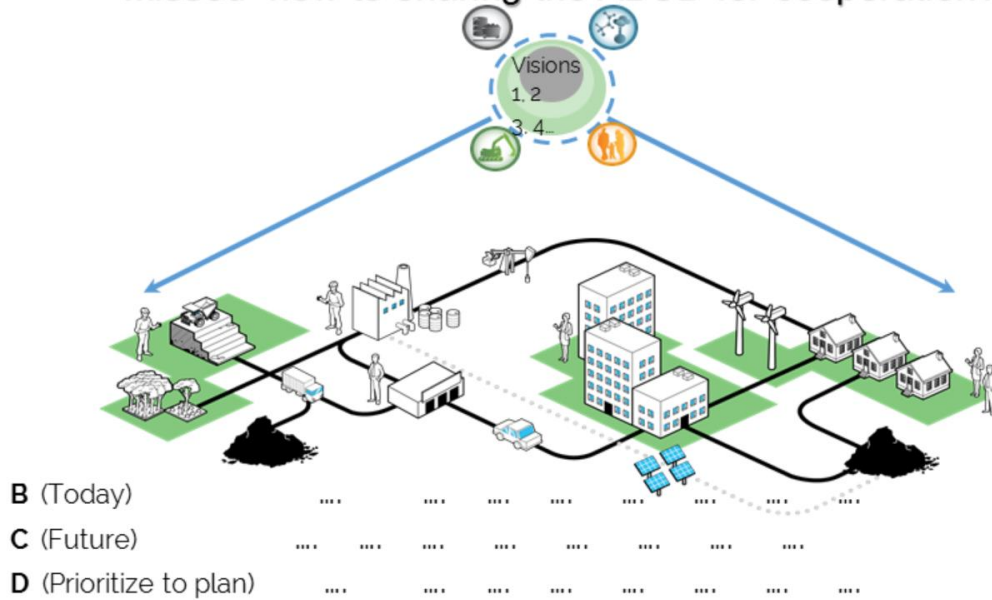 Visions
1, 2
3, 4...
B (Today) .... .... .... .... .... .... .... ....
C (Future) .... .... .... .... .... .... .... ....
D (Prioritize to plan) .... .... .... .... .... .... .... ....